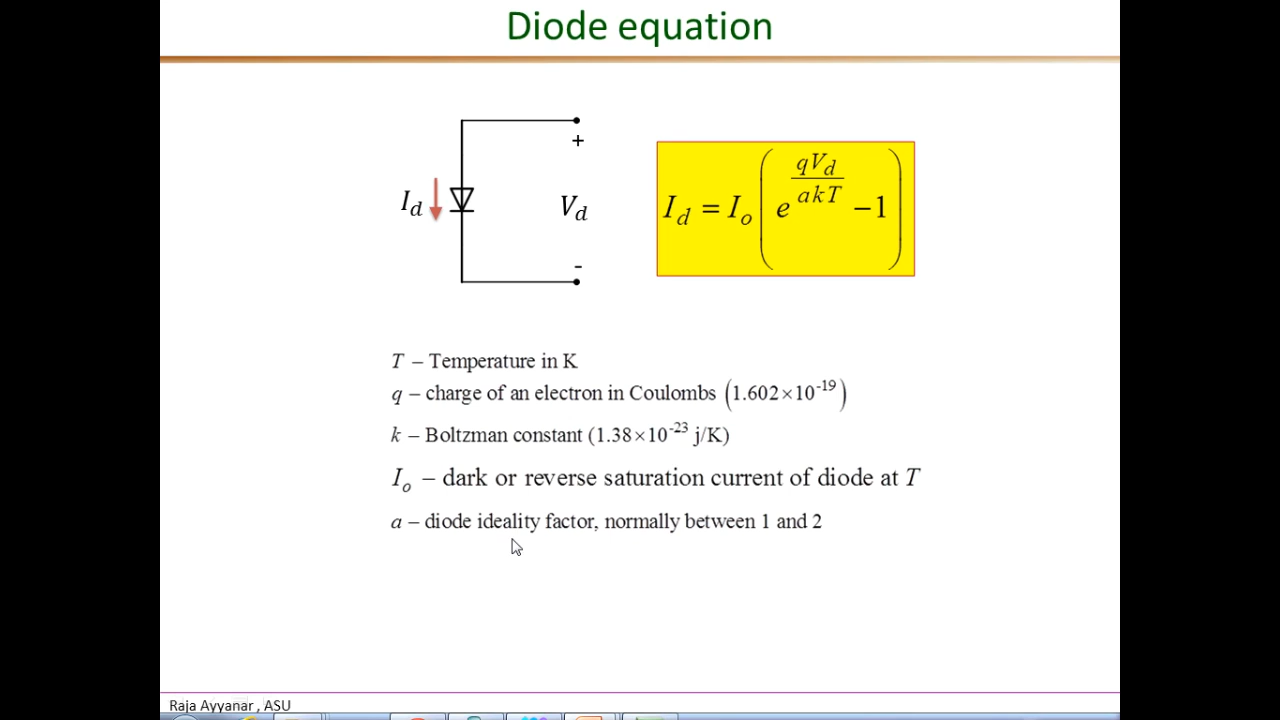 Diode equation
+
I_d
V_d
-
I_d = I_o ( e^{qV_d / akT} − 1 )
T – Temperature in K
q – charge of an electron in Coulombs (1.602×10^-19)
k – Boltzman constant (1.38×10^-23 j/K)
I_o – dark or reverse saturation current of diode at T
a – diode ideality factor, normally between 1 and 2
Raja Ayyanar , ASU